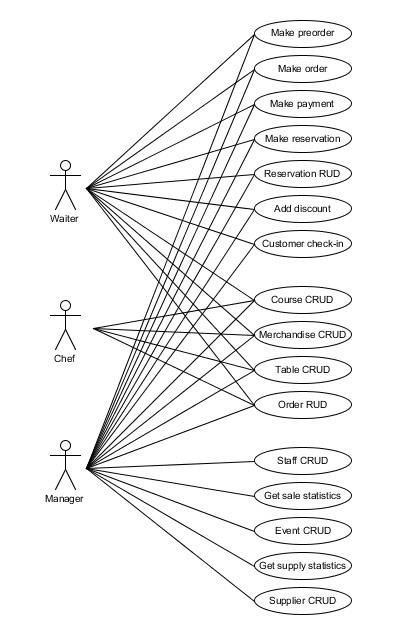 Make preorder
Make order
Make payment
Make reservation
Reservation RUD
Waiter
Add discount
Customer check-in
Course CRUD
Merchandise CRUD
Chef
Table CRUD
Order RUD
Staff CRUD
Manager
Get sale statistics
Event CRUD
Get supply statistics
Supplier CRUD